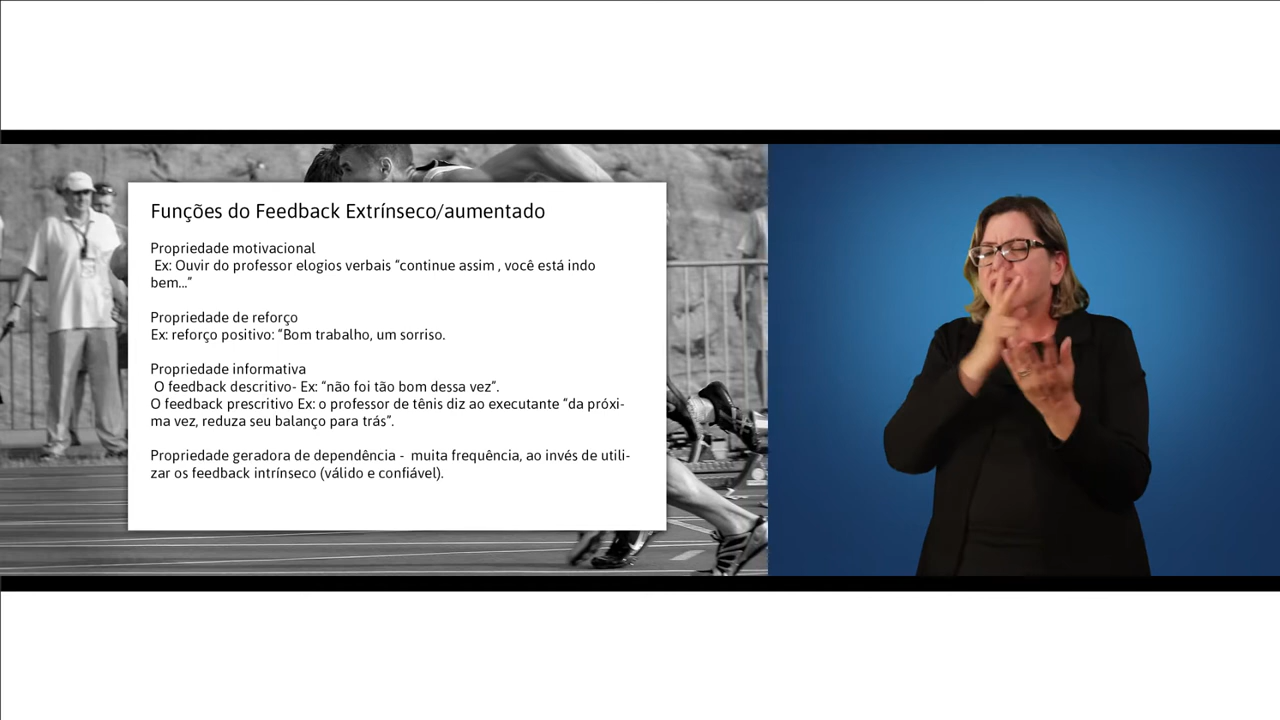 Funções do Feedback Extrínseco/aumentado
Propriedade motivacional
Ex: Ouvir do professor elogios verbais “continue assim , você está indo
bem...”
Propriedade de reforço
Ex: reforço positivo: “Bom trabalho, um sorriso.
Propriedade informativa
O feedback descritivo- Ex: “não foi tão bom dessa vez”.
O feedback prescritivo Ex: o professor de tênis diz ao executante “da próxi-
ma vez, reduza seu balanço para trás”.
Propriedade geradora de dependência - muita frequência, ao invés de utili-
zar os feedback intrínseco (válido e confiável).